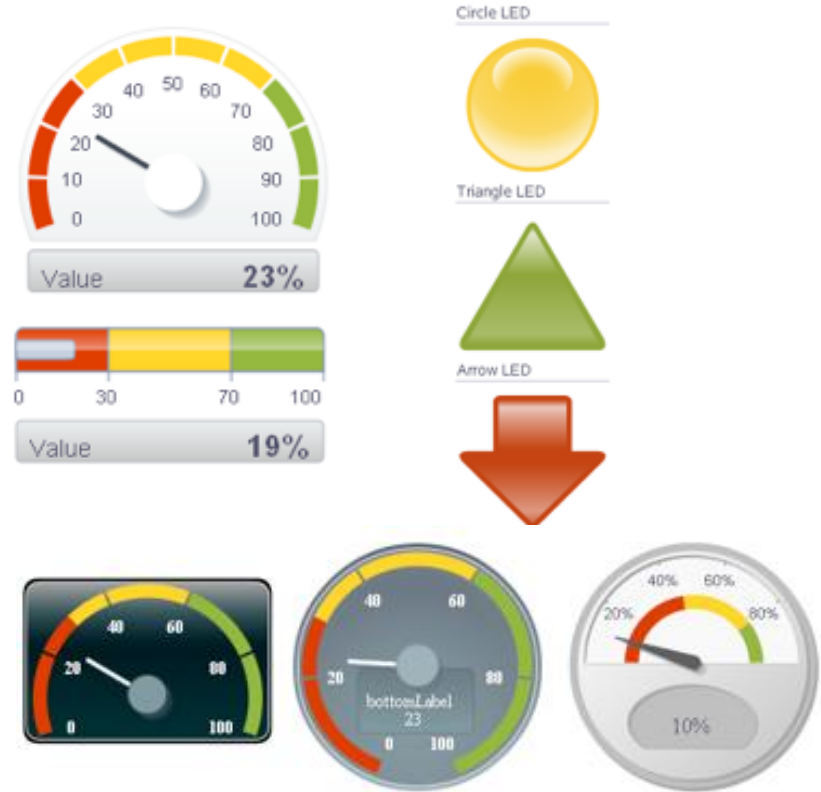 Circle LED
50
40 60
30 70
20 80
10 90
0 100
Value 23%
Triangle LED
0 30 70 100
Arrow LED
Value 19%
40 60
20 80
0 100
40 60
20 80
bottomLabel
23
0 100
40% 60%
20% 80%
10%